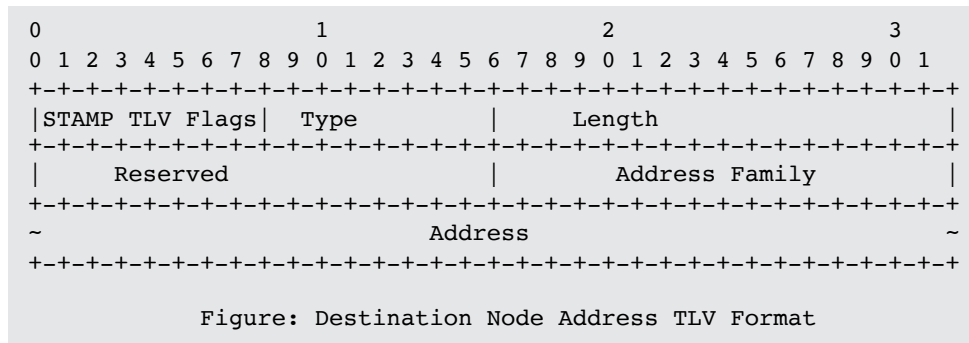 0                   1                   2                   3
0 1 2 3 4 5 6 7 8 9 0 1 2 3 4 5 6 7 8 9 0 1 2 3 4 5 6 7 8 9 0 1
+-+-+-+-+-+-+-+-+-+-+-+-+-+-+-+-+-+-+-+-+-+-+-+-+-+-+-+-+-+-+-+-+
|STAMP TLV Flags|  Type         |     Length                    |
+-+-+-+-+-+-+-+-+-+-+-+-+-+-+-+-+-+-+-+-+-+-+-+-+-+-+-+-+-+-+-+-+
|     Reserved                  |        Address Family         |
+-+-+-+-+-+-+-+-+-+-+-+-+-+-+-+-+-+-+-+-+-+-+-+-+-+-+-+-+-+-+-+-+
~                           Address                             ~
+-+-+-+-+-+-+-+-+-+-+-+-+-+-+-+-+-+-+-+-+-+-+-+-+-+-+-+-+-+-+-+-+
Figure: Destination Node Address TLV Format